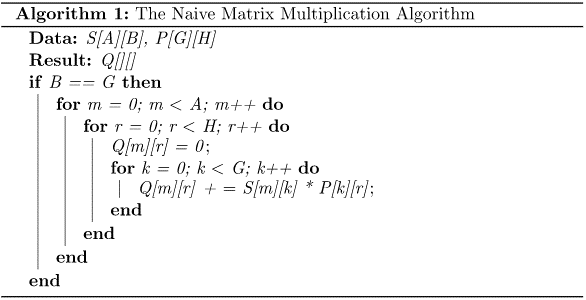 Algorithm 1: The Naive Matrix Multiplication Algorithm
Data: S[A][B], P[G][H]
Result: Q[][]
if B == G then
for m = 0; m < A; m++ do
for r = 0; r < H; r++ do
Q[m][r] = 0;
for k = 0; k < G; k++ do
Q[m][r] + = S[m][k] * P[k][r];
end
end
end
end